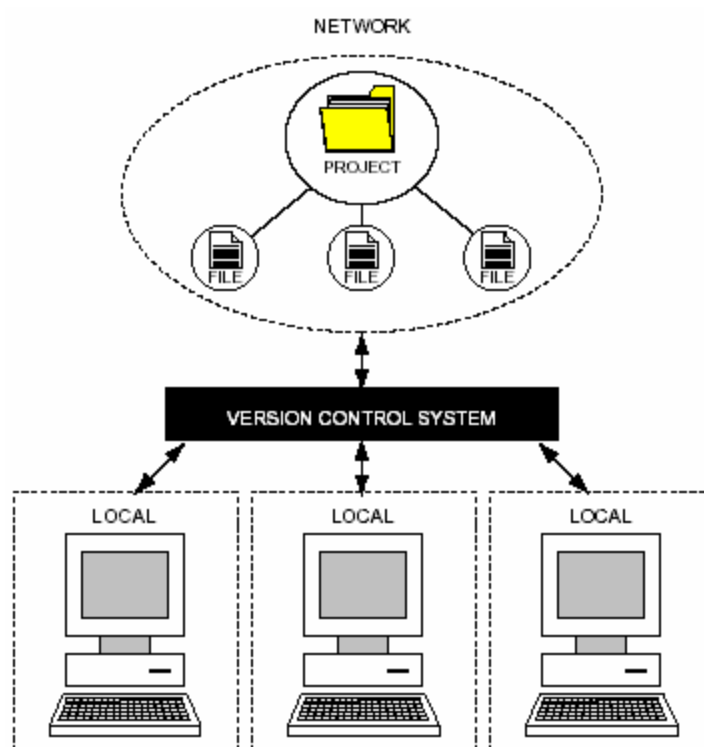 NETWORK
PROJECT
FILE
FILE
FILE
VERSION CONTROL SYSTEM
LOCAL
LOCAL
LOCAL